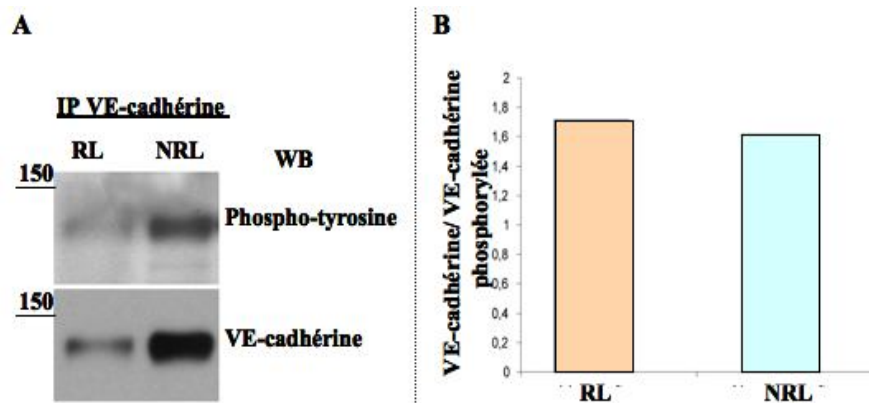 A
IP VE-cadhérine
RL NRL WB
150
Phospho-tyrosine
150
VE-cadhérine
B
VE-cadhérine/ VE-cadhérine
phosphorylée
2
1,8
1,6
1,4
1,2
1
0,8
0,6
0,4
0,2
0
RL NRL